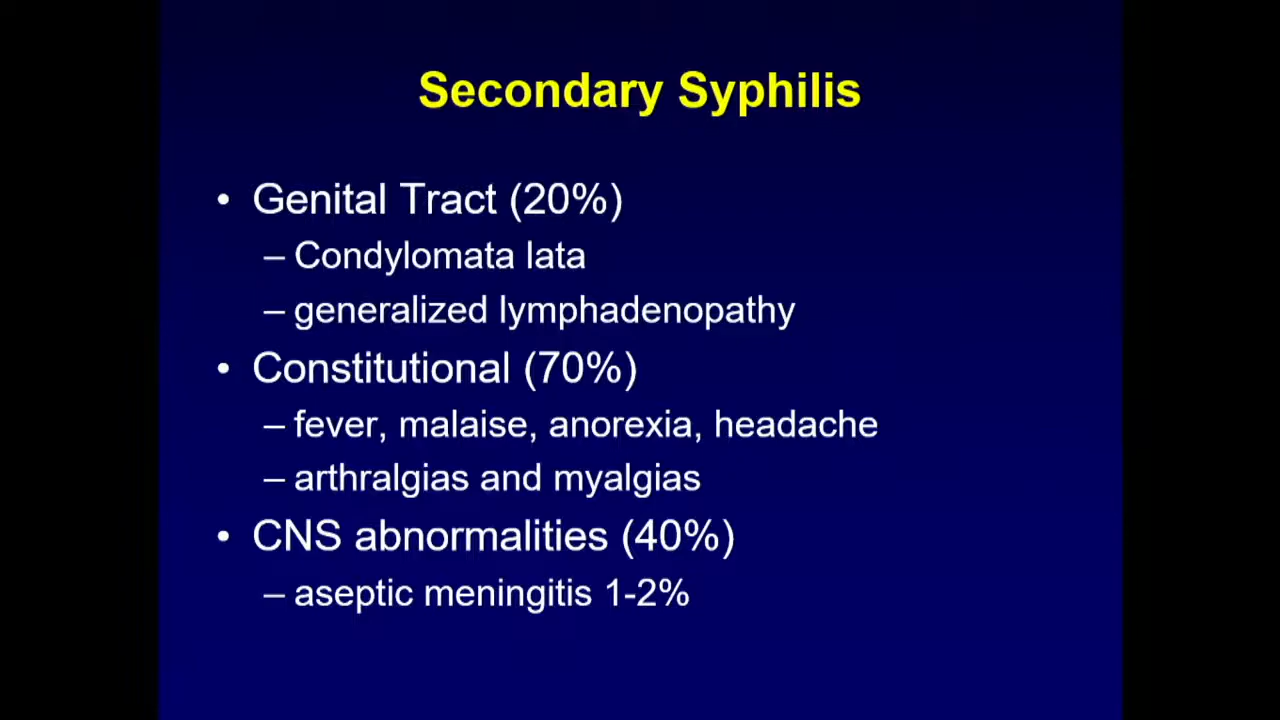 Secondary Syphilis
• Genital Tract (20%)
– Condylomata lata
– generalized lymphadenopathy
• Constitutional (70%)
– fever, malaise, anorexia, headache
– arthralgias and myalgias
• CNS abnormalities (40%)
– aseptic meningitis 1-2%